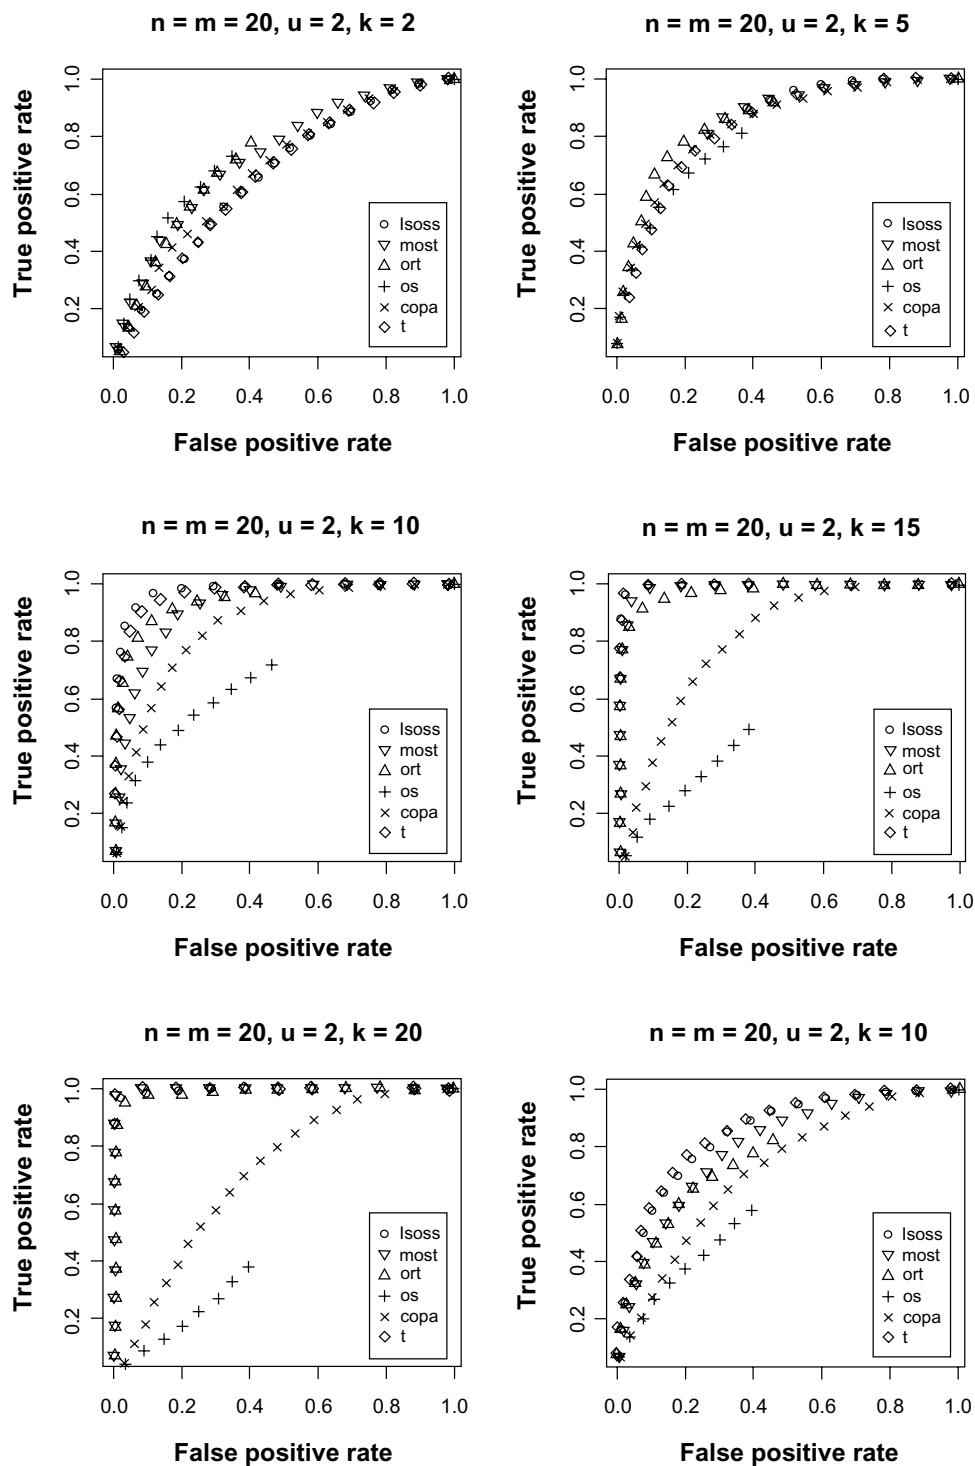 n = m = 20, u = 2, k = 2
True positive rate
1.0
0.8
0.6
0.4
0.2
lsoss
most
ort
os
copa
t
0.0 0.2 0.4 0.6 0.8 1.0
False positive rate
n = m = 20, u = 2, k = 5
True positive rate
1.0
0.8
0.6
0.4
0.2
lsoss
most
ort
os
copa
t
0.0 0.2 0.4 0.6 0.8 1.0
False positive rate
n = m = 20, u = 2, k = 10
True positive rate
1.0
0.8
0.6
0.4
0.2
lsoss
most
ort
os
copa
t
0.0 0.2 0.4 0.6 0.8 1.0
False positive rate
n = m = 20, u = 2, k = 15
True positive rate
1.0
0.8
0.6
0.4
0.2
lsoss
most
ort
os
copa
t
0.0 0.2 0.4 0.6 0.8 1.0
False positive rate
n = m = 20, u = 2, k = 20
True positive rate
1.0
0.8
0.6
0.4
0.2
lsoss
most
ort
os
copa
t
0.0 0.2 0.4 0.6 0.8 1.0
False positive rate
n = m = 20, u = 2, k = 10
True positive rate
1.0
0.8
0.6
0.4
0.2
lsoss
most
ort
os
copa
t
0.0 0.2 0.4 0.6 0.8 1.0
False positive rate